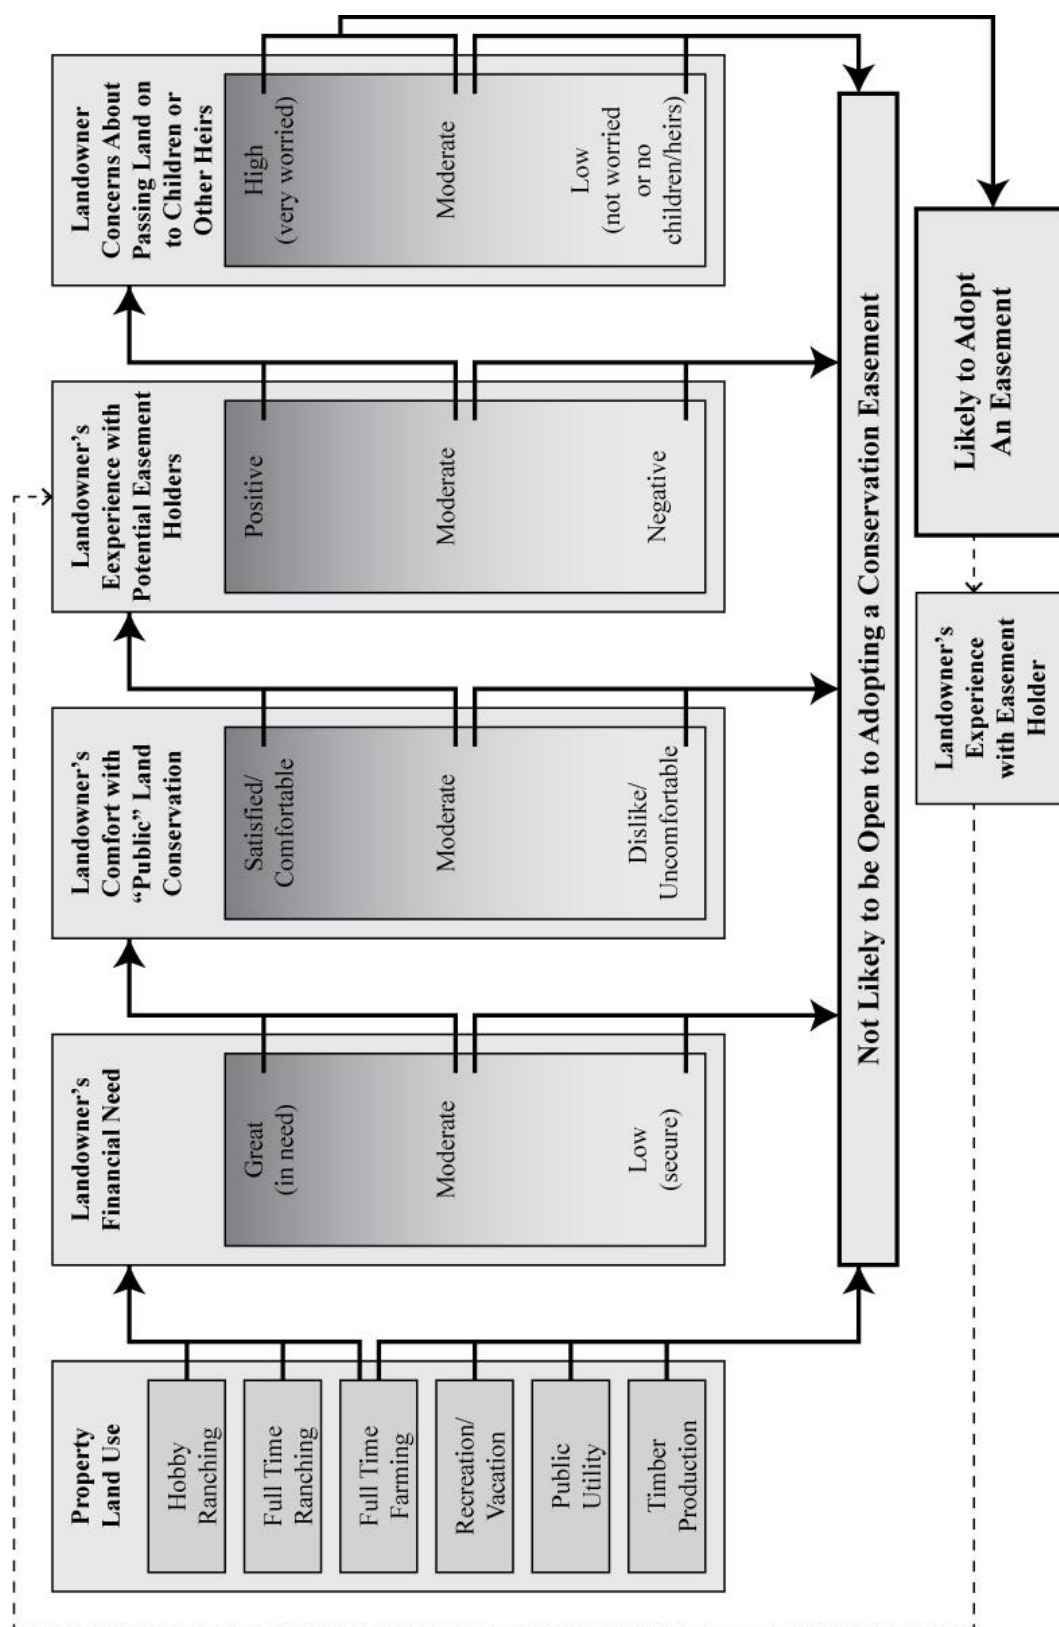 Property
Land Use
Hobby
Ranching
Full Time
Ranching
Full Time
Farming
Recreation/
Vacation
Public
Utility
Timber
Production
Landowner’s
Financial Need
Great
(in need)
Moderate
Low
(secure)
Landowner’s
Comfort with
“Public” Land
Conservation
Satisfied/
Comfortable
Moderate
Dislike/
Uncomfortable
Landowner’s
Eexperience with
Potential Easement
Holders
Positive
Moderate
Negative
Landowner
Concerns About
Passing Land on
to Children or
Other Heirs
High
(very worried)
Moderate
Low
(not worried
or no
children/heirs)
Not Likely to be Open to Adopting a Conservation Easement
Likely to Adopt
An Easement
Landowner’s
Experience
with Easement
Holder